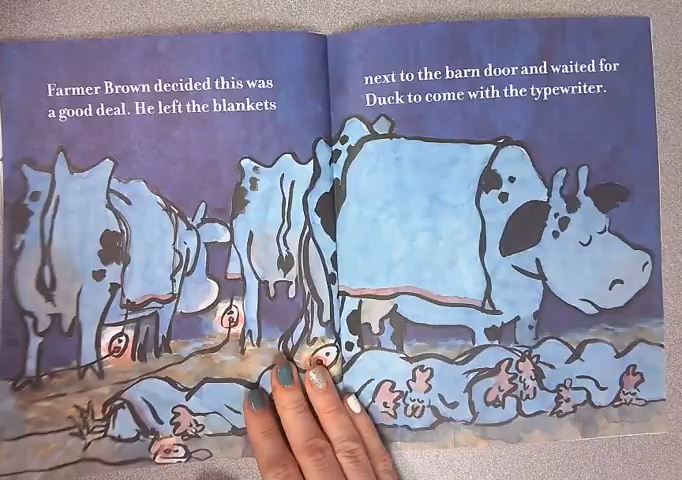 Farmer Brown decided this was
a good deal. He left the blankets
next to the barn door and waited for
Duck to come with the typewriter.